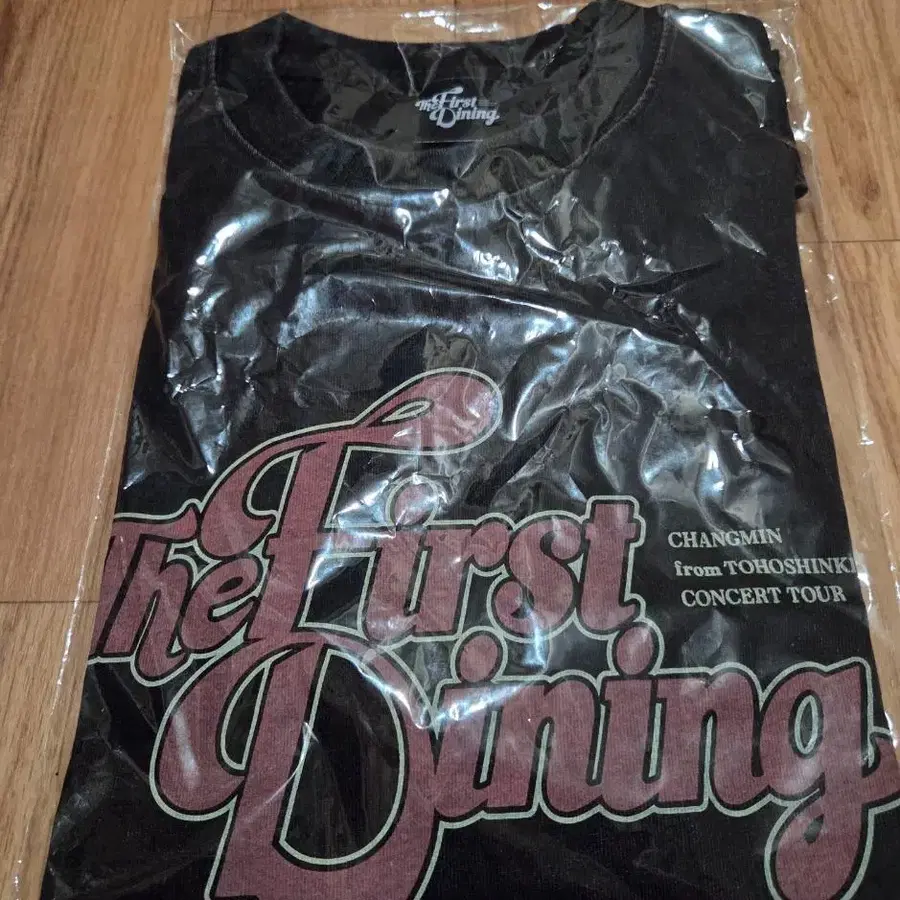 The First
Dining
The First
CHANGMIN
from TOHOSHINKI
CONCERT TOUR
Dining